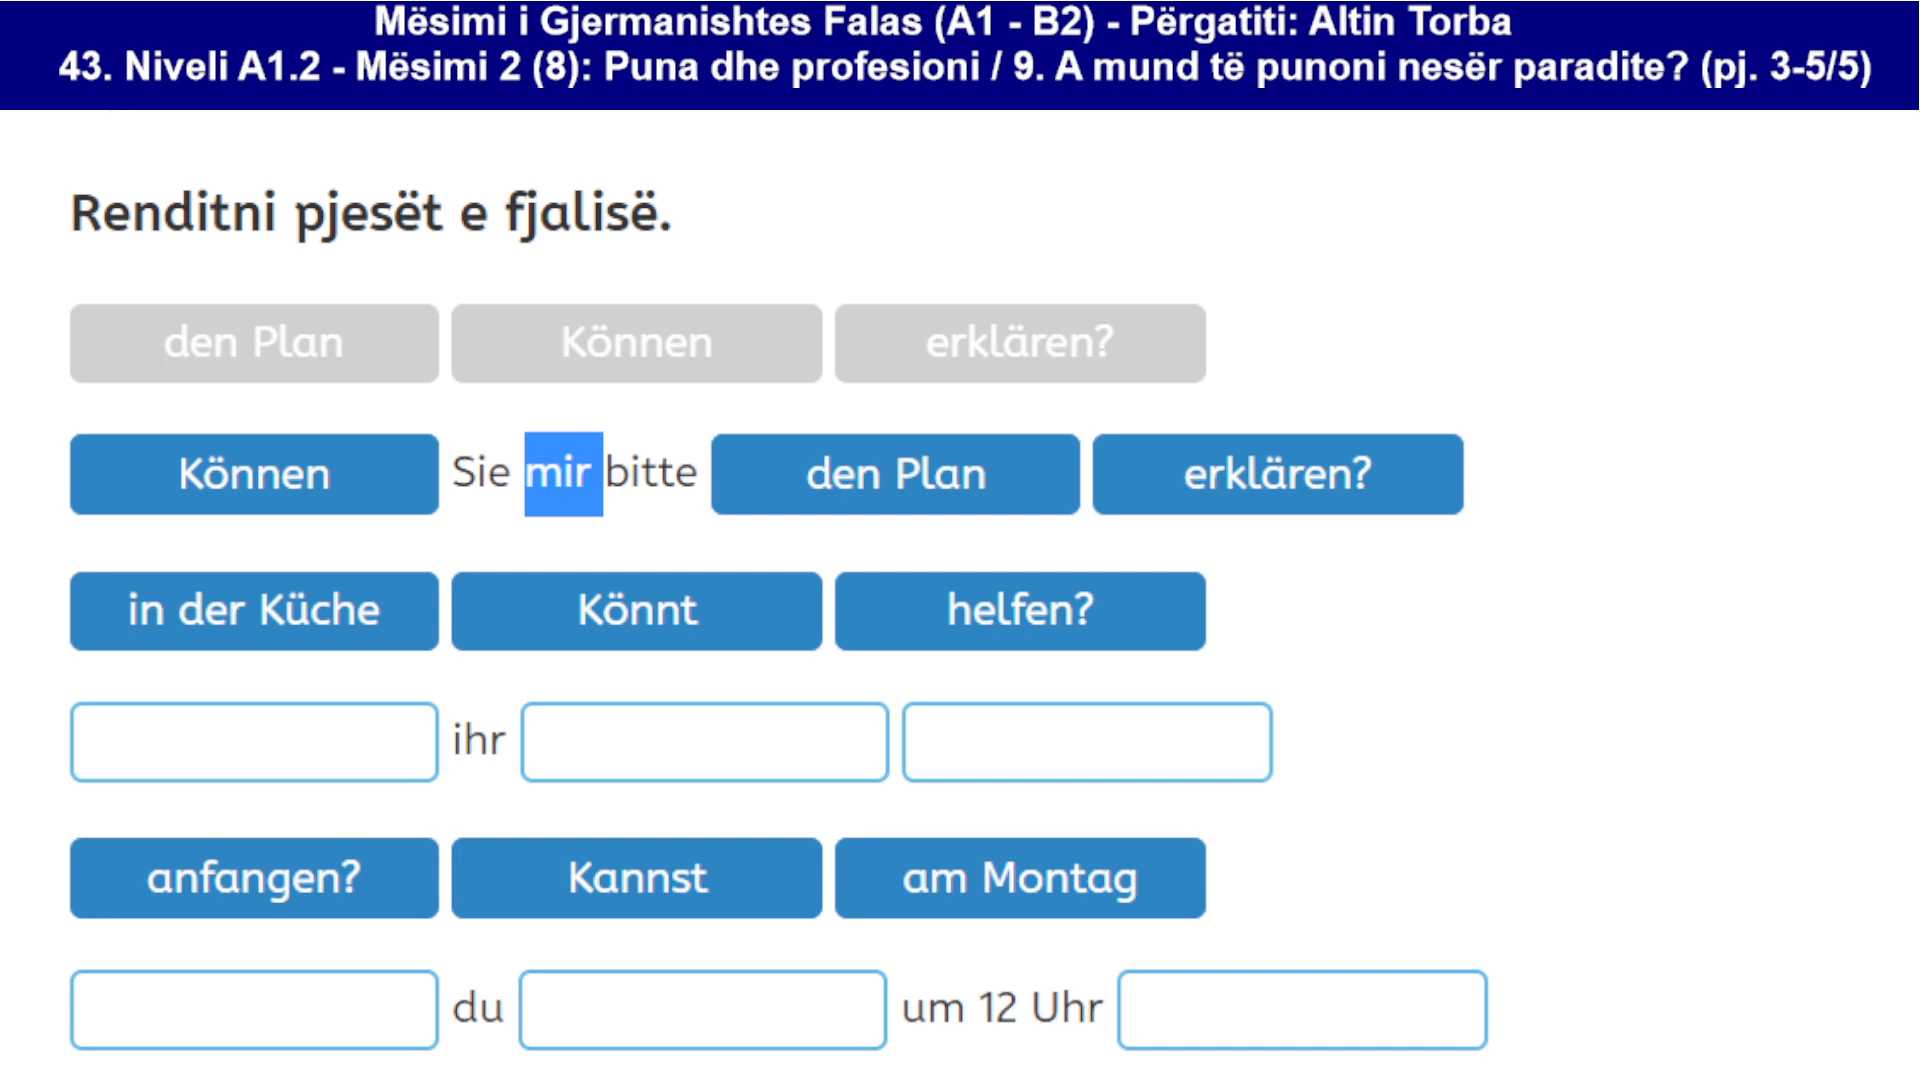 Mësimi i Gjermanishtes Falas (A1 - B2) - Përgatiti: Altin Torba
43. Niveli A1.2 - Mësimi 2 (8): Puna dhe profesioni / 9. A mund të punoni nesër paradite? (pj. 3-5/5)
Renditni pjesët e fjalisë.
den Plan Können erklären?
Können Sie mir bitte den Plan erklären?
in der Küche Könnt helfen?
ihr
anfangen? Kannst am Montag
du um 12 Uhr